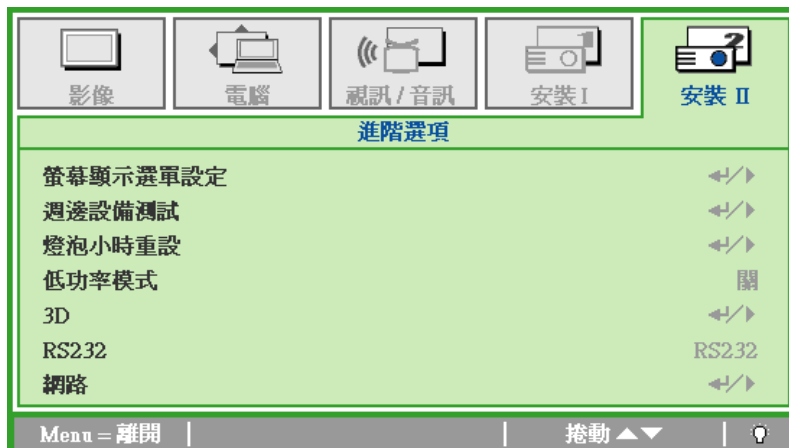 影像
電腦
視訊 / 音訊
安裝 I
安裝 II
進階選項
螢幕顯示選單設定
週邊設備測試
燈泡小時重設
低功率模式 關
3D
RS232 RS232
網路
Menu = 離開 捲動 ▲▼